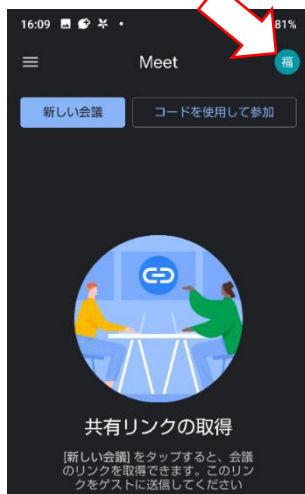 16:09 81%
Meet 福
新しい会議 コードを使用して参加
共有リンクの取得
[新しい会議] をタップすると、会議
のリンクを取得できます。このリン
クをゲストに送信してください